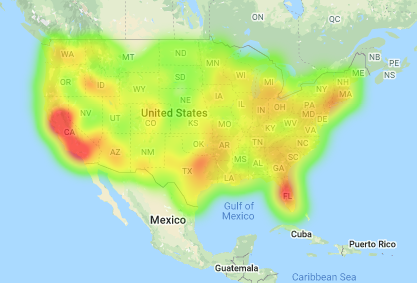 ON
QC
NB
PE
NS
WA
MT
ND
MN
OR
ID
SD
WI
MI
NY
NH
ME
MA
WY
NE
IA
IL
IN
OH
PA
MD
NV
UT
CO
United States
KS
MO
KY
WV
VA
DE
CA
AZ
NM
OK
AR
TN
NC
SC
TX
LA
MS
AL
GA
FL
Gulf of
Mexico
Mexico
Cuba
Puerto Rico
Guatemala
Caribbean Sea